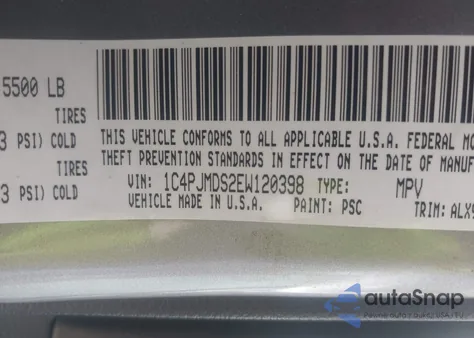 5500 LB
TIRES
3 PSI) COLD
TIRES
3 PSI) COLD
THIS VEHICLE CONFORMS TO ALL APPLICABLE U.S.A. FEDERAL MO
THEFT PREVENTION STANDARDS IN EFFECT ON THE DATE OF MANUF
VIN: 1C4PJMDS2EW120398 TYPE: MPV
VEHICLE MADE IN U.S.A. PAINT: PSC TRIM: ALX9
autoSnap